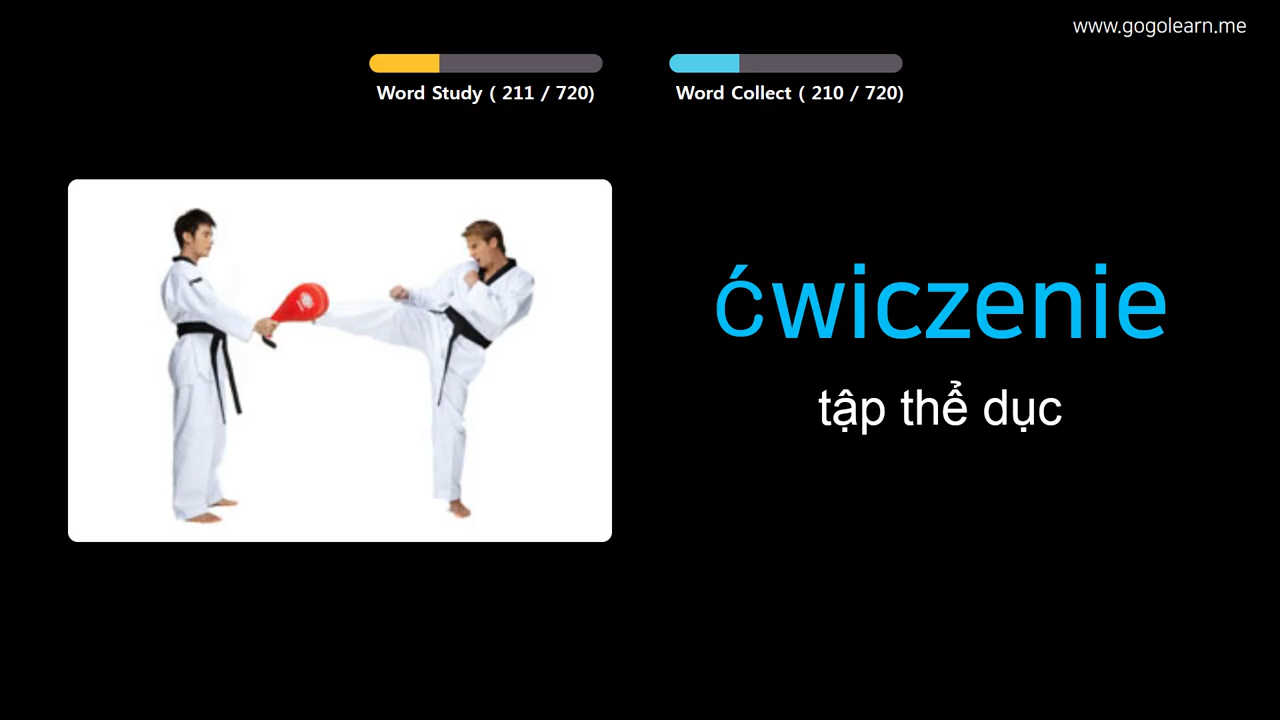 www.gogolearn.me
Word Study ( 211 / 720)
Word Collect ( 210 / 720)
ćwiczenie
tập thể dục